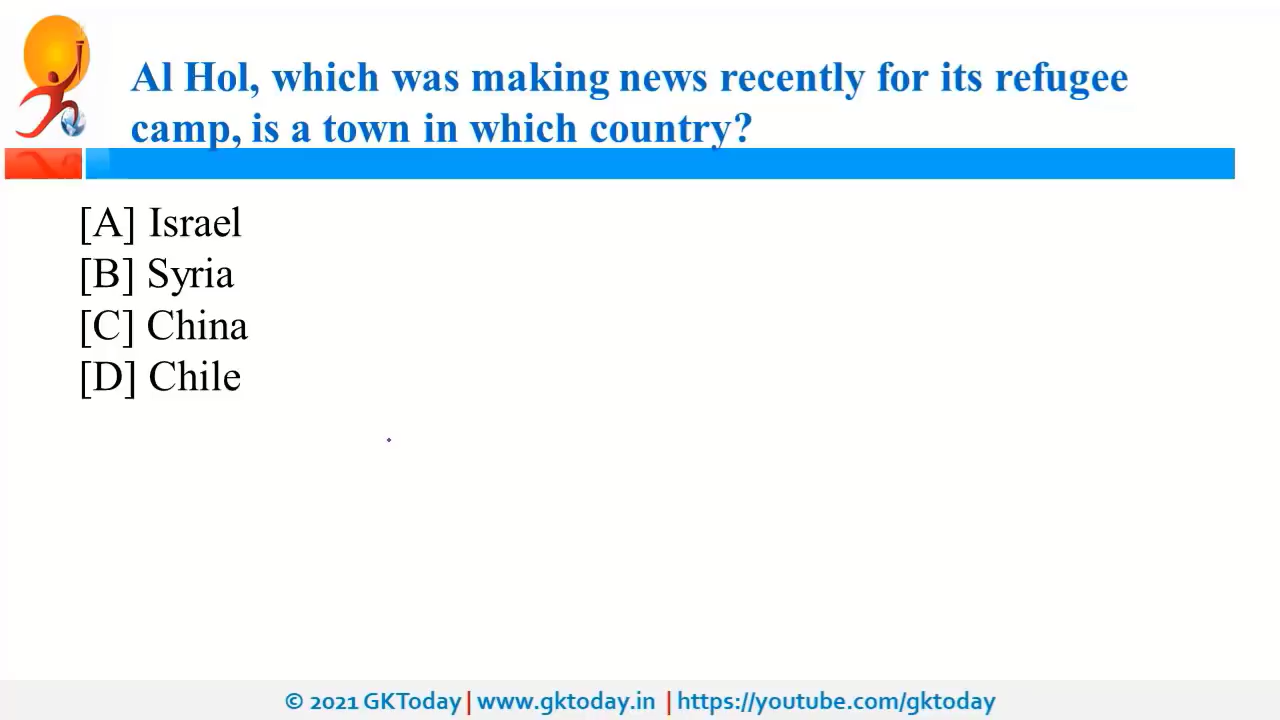 Al Hol, which was making news recently for its refugee
camp, is a town in which country?
[A] Israel
[B] Syria
[C] China
[D] Chile
© 2021 GKToday | www.gktoday.in | https://youtube.com/gktoday